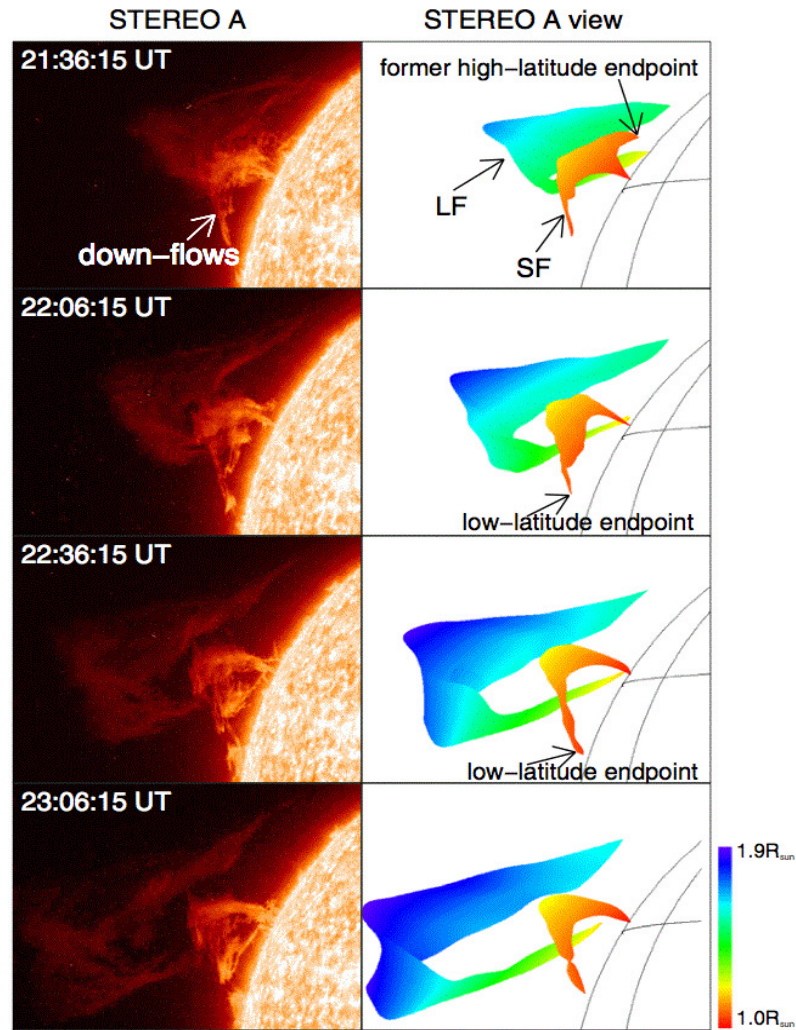 STEREO A
STEREO A view
21:36:15 UT
former high-latitude endpoint
LF
down-flows
SF
22:06:15 UT
low-latitude endpoint
22:36:15 UT
low-latitude endpoint
23:06:15 UT
1.9Rsun
1.0Rsun